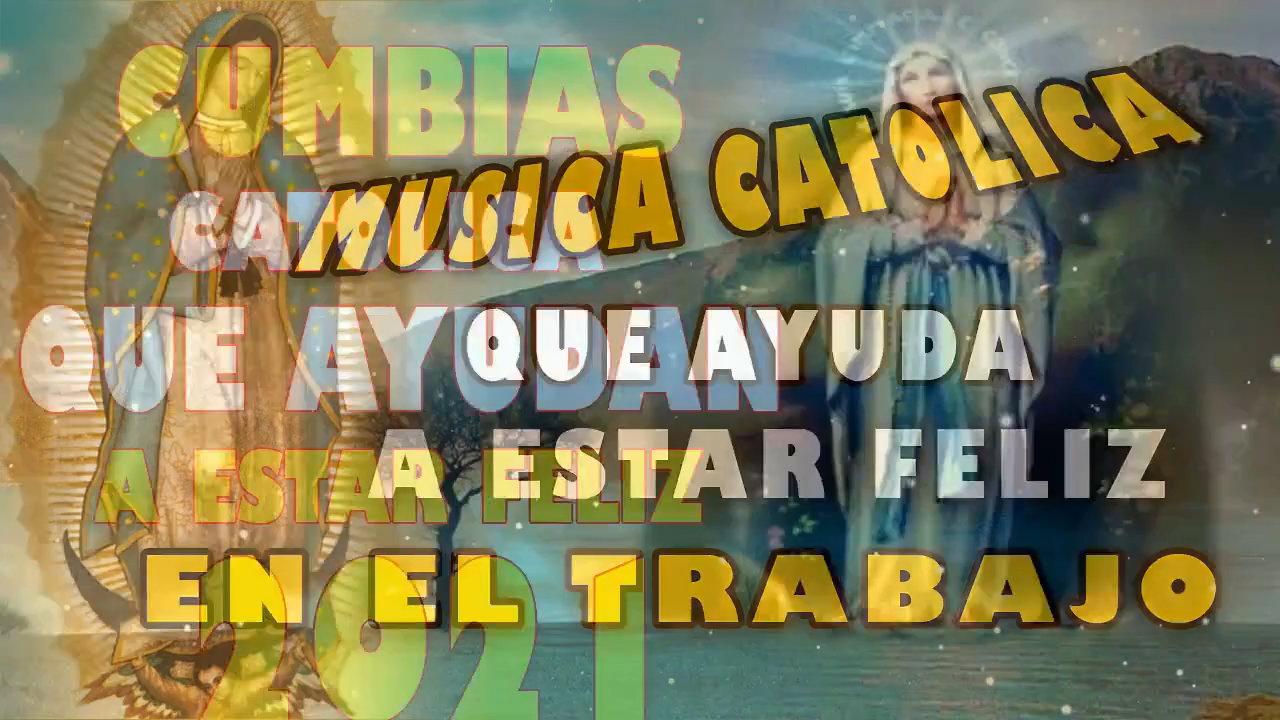 CUMBIAS
CATOLICA
QUE AYUDAN
A ESTAR FELIZ
2021
MUSICA CATOLICA
QUE AYUDA
A ESTAR FELIZ
EN EL TRABAJO